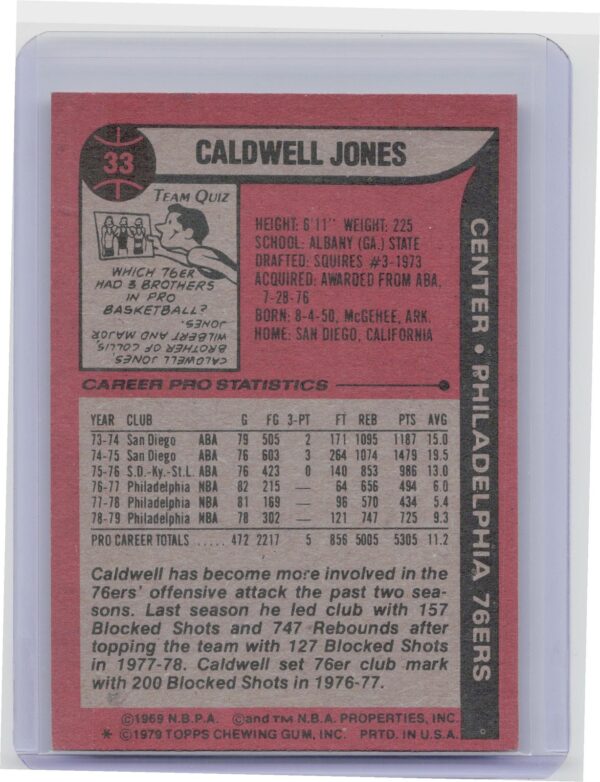 33
CALDWELL JONES
TEAM QUIZ
WHICH 76ER
HAD 3 BROTHERS
IN PRO
BASKETBALL?
CALDWELL JONES
BROTHER OF COLLIS
WILBERT AND MAJOR
JONES.
HEIGHT: 6'11" WEIGHT: 225
SCHOOL: ALBANY (GA.) STATE
DRAFTED: SQUIRES #3-1973
ACQUIRED: AWARDED FROM ABA,
7-28-76
BORN: 8-4-50, McGEHEE, ARK.
HOME: SAN DIEGO, CALIFORNIA
CENTER • PHILADELPHIA 76ERS
CAREER PRO STATISTICS
YEAR CLUB G FG 3-PT FT REB PTS AVG
73-74 San Diego ABA 79 505 2 171 1095 1187 15.0
74-75 San Diego ABA 76 603 3 264 1074 1479 19.5
75-76 S.D.-Ky.-St.L. ABA 76 423 0 140 853 986 13.0
76-77 Philadelphia NBA 82 215 — 64 656 494 6.0
77-78 Philadelphia NBA 81 169 — 96 570 434 5.4
78-79 Philadelphia NBA 78 302 — 121 747 725 9.3
PRO CAREER TOTALS ..... 472 2217 5 856 5005 5305 11.2
Caldwell has become more involved in the
76ers' offensive attack the past two sea-
sons. Last season he led club with 157
Blocked Shots and 747 Rebounds after
topping the team with 127 Blocked Shots
in 1977-78. Caldwell set 76er club mark
with 200 Blocked Shots in 1976-77.
©1969 N.B.P.A. ©and TM N.B.A. PROPERTIES, INC.
* ©1979 TOPPS CHEWING GUM, INC. PRTD. IN U.S.A.